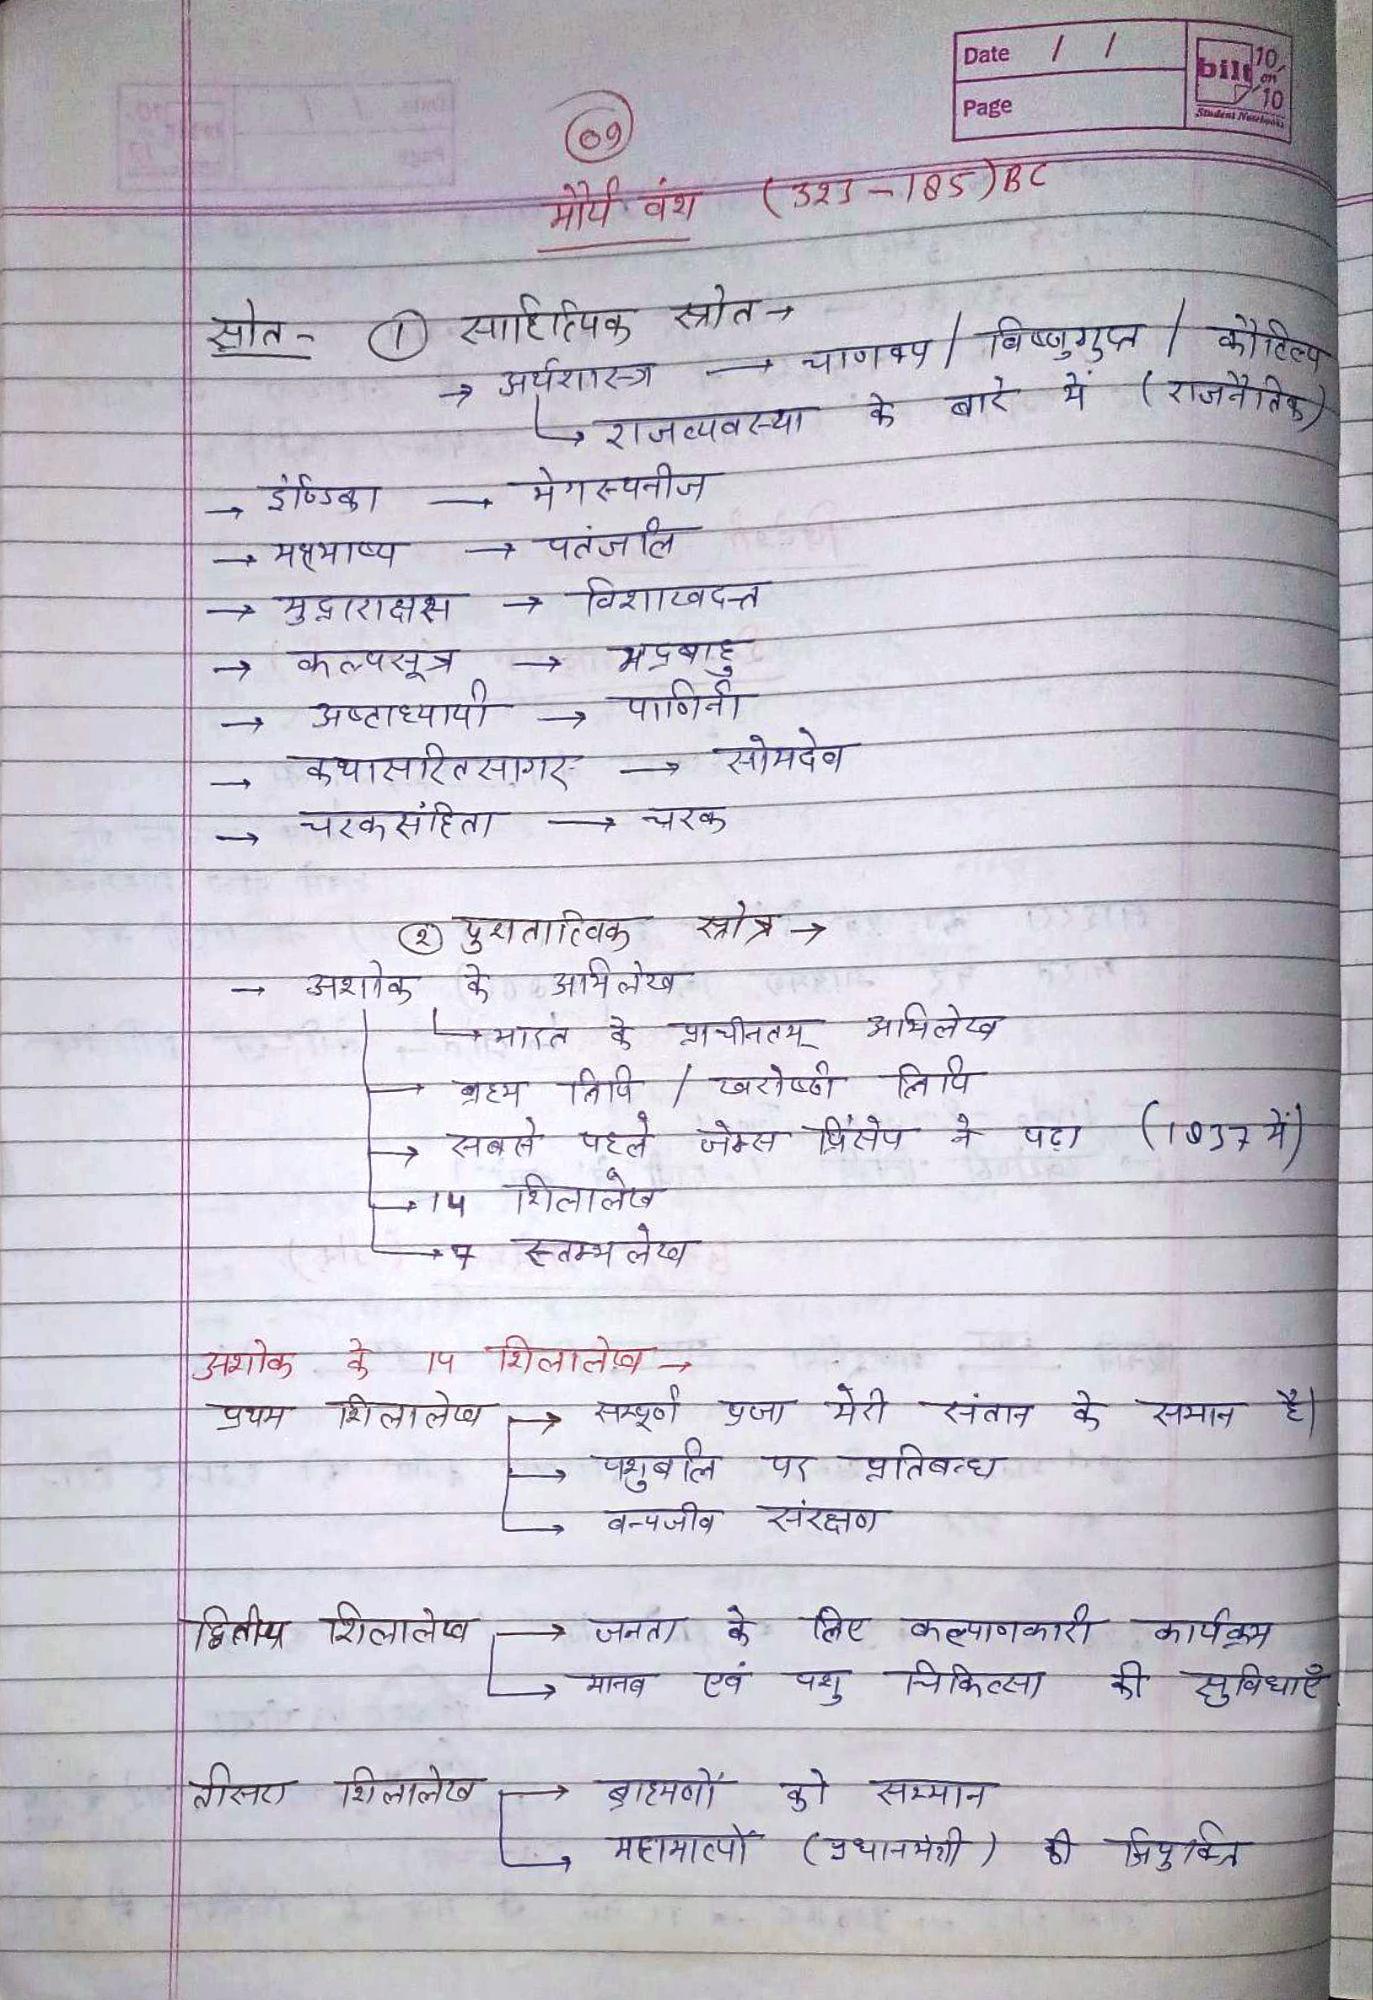 Date / /
Page
bilt 10 on 10
Student Notebooks
09
मौर्य वंश (323-185) BC
स्रोत- ① साहित्यिक स्रोत →
→ अर्थशास्त्र → चाणक्य / विष्णुगुप्त / कौटिल्य
↳ राजव्यवस्था के बारे में (राजनैतिक)
→ इण्डिका → मेगस्थनीज
→ महाभाष्य → पतंजलि
→ मुद्राराक्षस → विशाखदत्त
→ कल्पसूत्र → भद्रबाहु
→ अष्टाध्यायी → पाणिनी
→ कथासरितसागर → सोमदेव
→ चरकसंहिता → चरक
② पुरातात्विक स्त्रोत्र →
→ अशोक के अभिलेख
↳ भारत के प्राचीनतम् अभिलेख
→ ब्रह्म लिपि / खरोष्ठी लिपि
→ सबसे पहले जेम्स प्रिंसेप ने पढ़ा (1837 में)
→ 14 शिलालेख
→ 7 स्तम्भ लेख
अशोक के 14 शिलालेख →
प्रथम शिलालेख → सम्पूर्ण प्रजा मेरी संतान के समान है।
→ पशुबलि पर प्रतिबन्ध
→ वन्यजीव संरक्षण
द्वितीय शिलालेख → जनता के लिए कल्याणकारी कार्यक्रम
→ मानव एवं पशु चिकित्सा की सुविधाएँ
तीसरा शिलालेख → ब्राह्मणों को सम्मान
→ महामात्यों (प्रधानमंत्री) की नियुक्ति